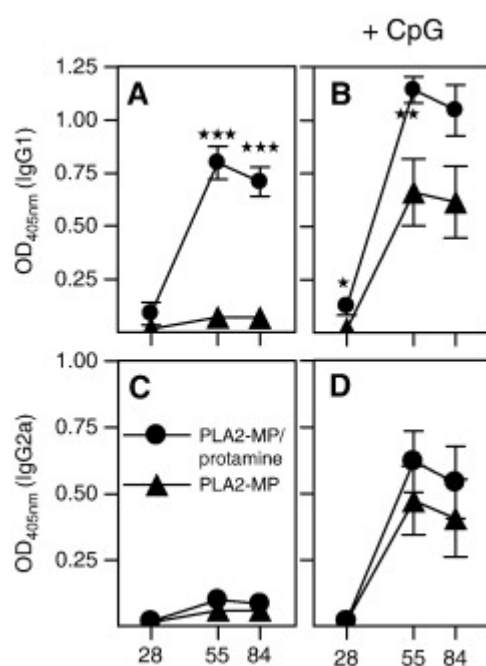 + CpG
1.25
1.00
0.75
0.50
0.25
OD405nm (IgG1)
A
★★★
★★★
B
★★
★
1.00
0.75
0.50
0.25
OD405nm (IgG2a)
C
PLA2-MP/
protamine
PLA2-MP
D
28 55 84
28 55 84